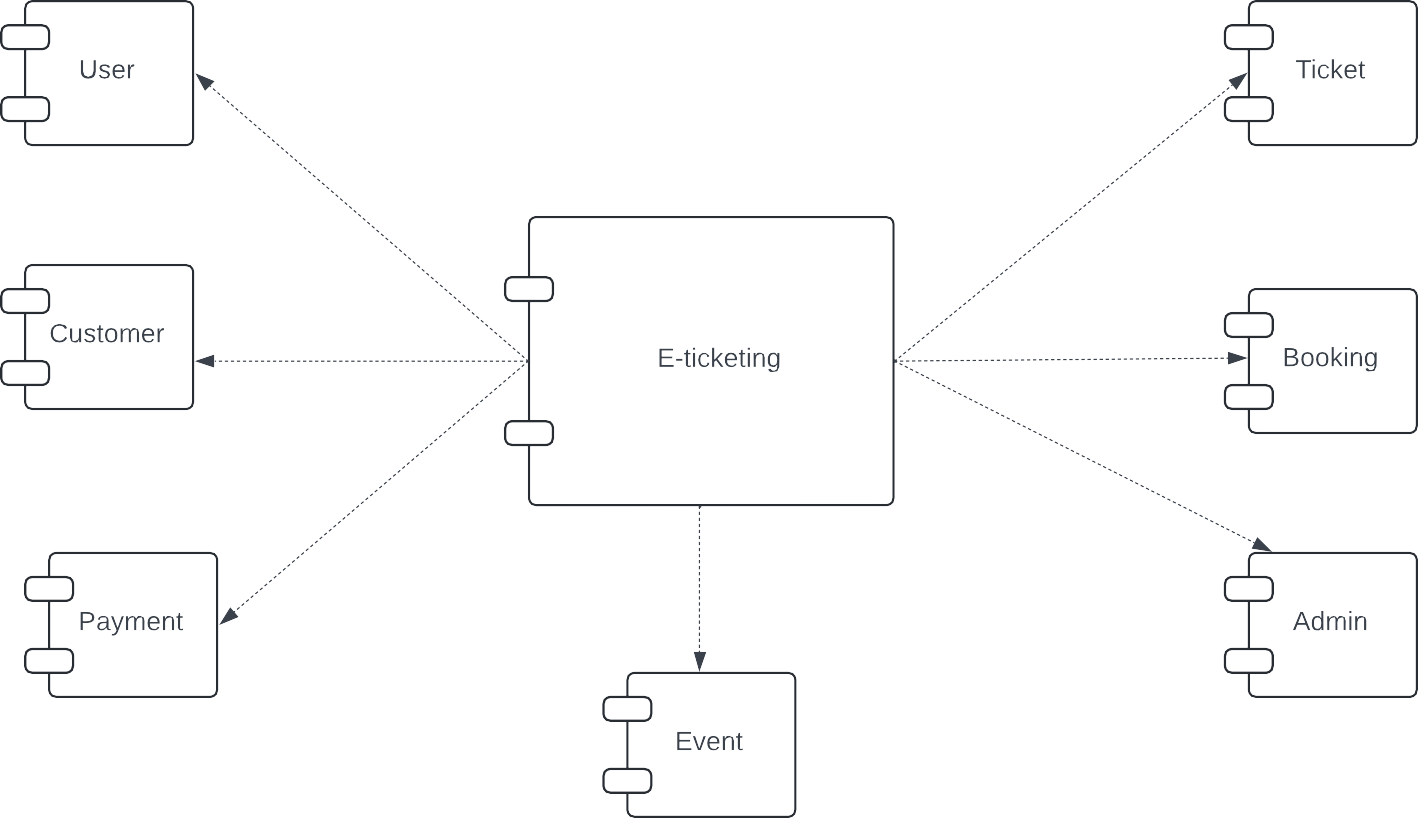 User
Ticket
Customer
E-ticketing
Booking
Payment
Admin
Event